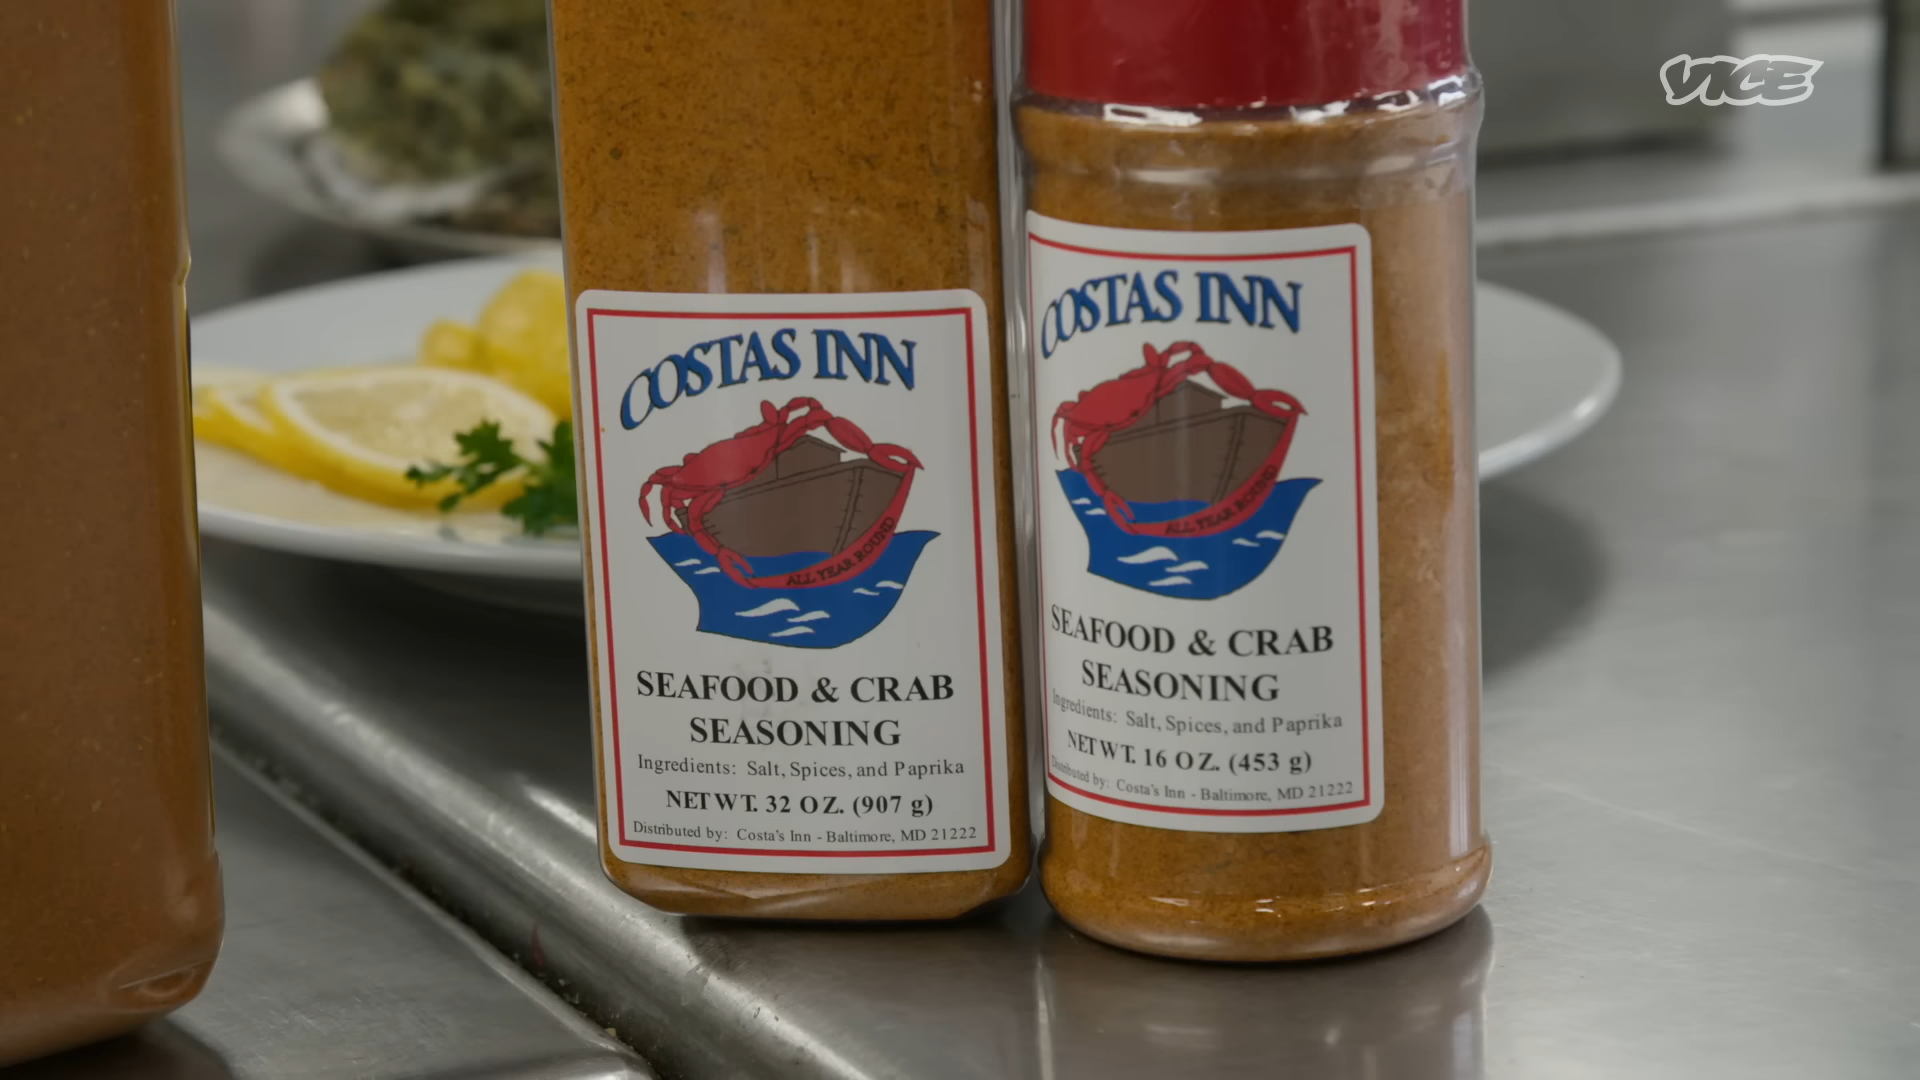 VICE
COSTAS INN
ALL YEAR ROUND
SEAFOOD & CRAB
SEASONING
Ingredients: Salt, Spices, and Paprika
NET WT. 32 OZ. (907 g)
Distributed by: Costa's Inn - Baltimore, MD 21222
COSTAS INN
ALL YEAR ROUND
SEAFOOD & CRAB
SEASONING
Ingredients: Salt, Spices, and Paprika
NET WT. 16 OZ. (453 g)
Distributed by: Costa's Inn - Baltimore, MD 21222